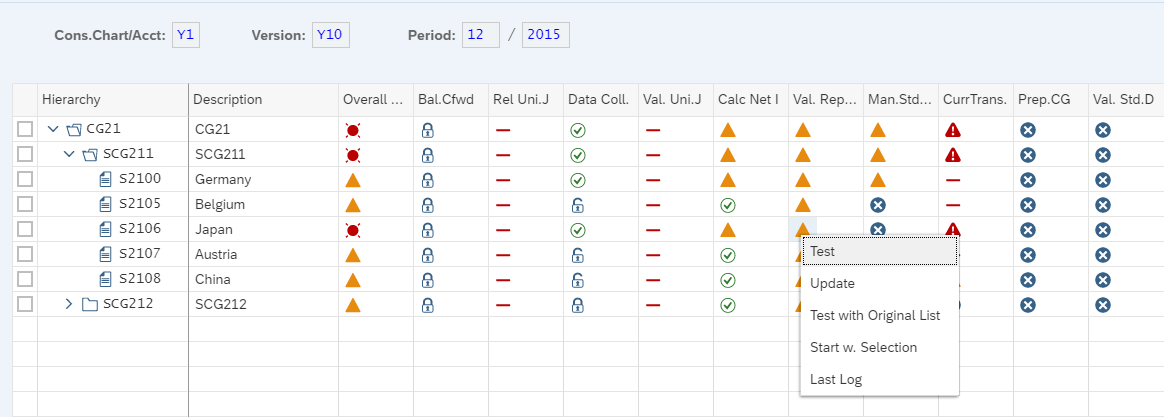 Cons.Chart/Acct: Y1 Version: Y10 Period: 12 / 2015
Hierarchy Description Overall ... Bal.Cfwd Rel Uni.J Data Coll. Val. Uni.J Calc Net I Val. Rep... Man.Std... CurrTrans. Prep.CG Val. Std.D
CG21 CG21
SCG211 SCG211
S2100 Germany
S2105 Belgium
S2106 Japan
S2107 Austria
S2108 China
SCG212 SCG212
Test
Update
Test with Original List
Start w. Selection
Last Log